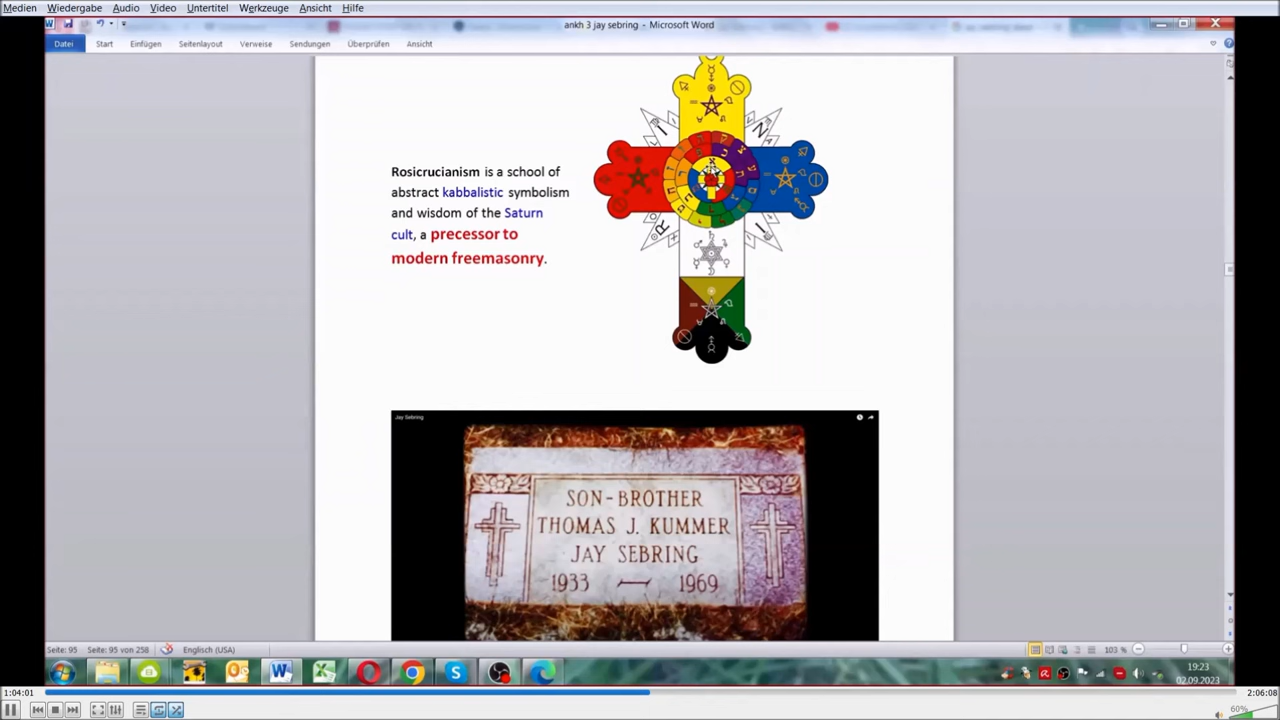 Medien Wiedergabe Audio Video Untertitel Werkzeuge Ansicht Hilfe
ankh 3 jay sebring - Microsoft Word
Datei Start Einfügen Seitenlayout Verweise Sendungen Überprüfen Ansicht
Rosicrucianism is a school of
abstract kabbalistic symbolism
and wisdom of the Saturn
cult, a precessor to
modern freemasonry.
I N
R I
Jay Sebring
SON-BROTHER
THOMAS J. KUMMER
JAY SEBRING
1933 — 1969
Seite: 95 Seite: 95 von 258 Englisch (USA) 103 %
19:23
02.09.2023
1:04:01 2:06:08
60%